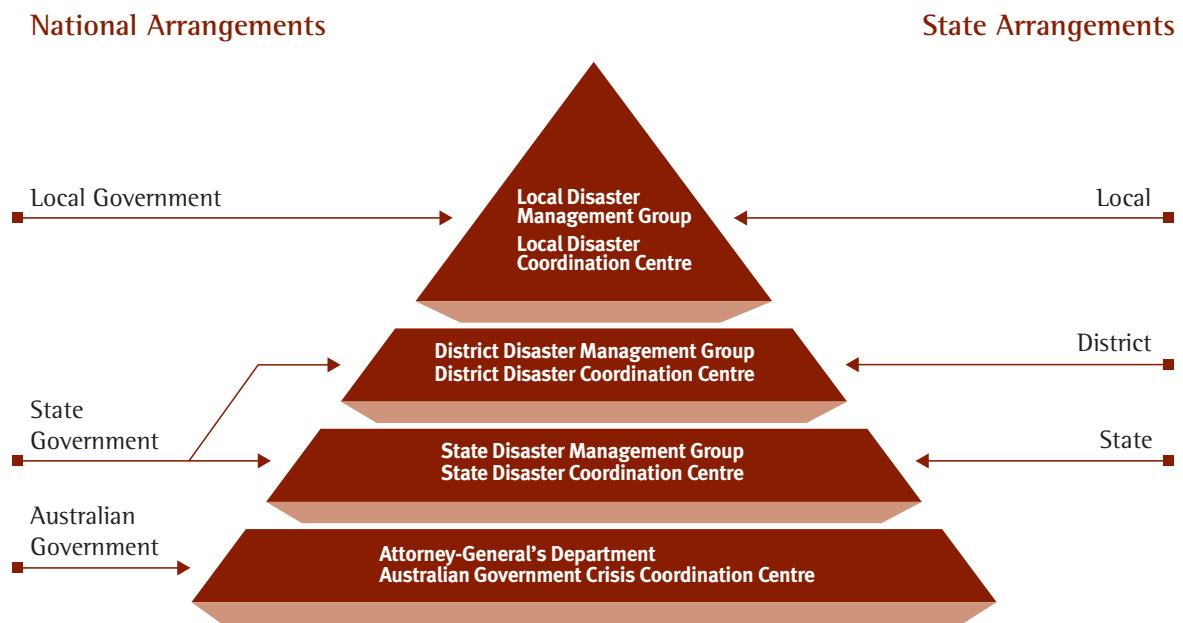 National Arrangements
State Arrangements
Local Government
Local Disaster
Management Group
Local Disaster
Coordination Centre
Local
District Disaster Management Group
District Disaster Coordination Centre
District
State
Government
State Disaster Management Group
State Disaster Coordination Centre
State
Australian
Government
Attorney-General’s Department
Australian Government Crisis Coordination Centre